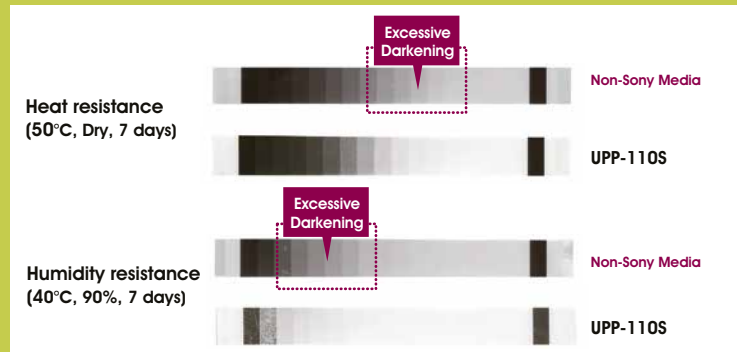 Excessive
Darkening
Non-Sony Media
Heat resistance
(50°C, Dry, 7 days)
UPP-110S
Excessive
Darkening
Non-Sony Media
Humidity resistance
(40°C, 90%, 7 days)
UPP-110S